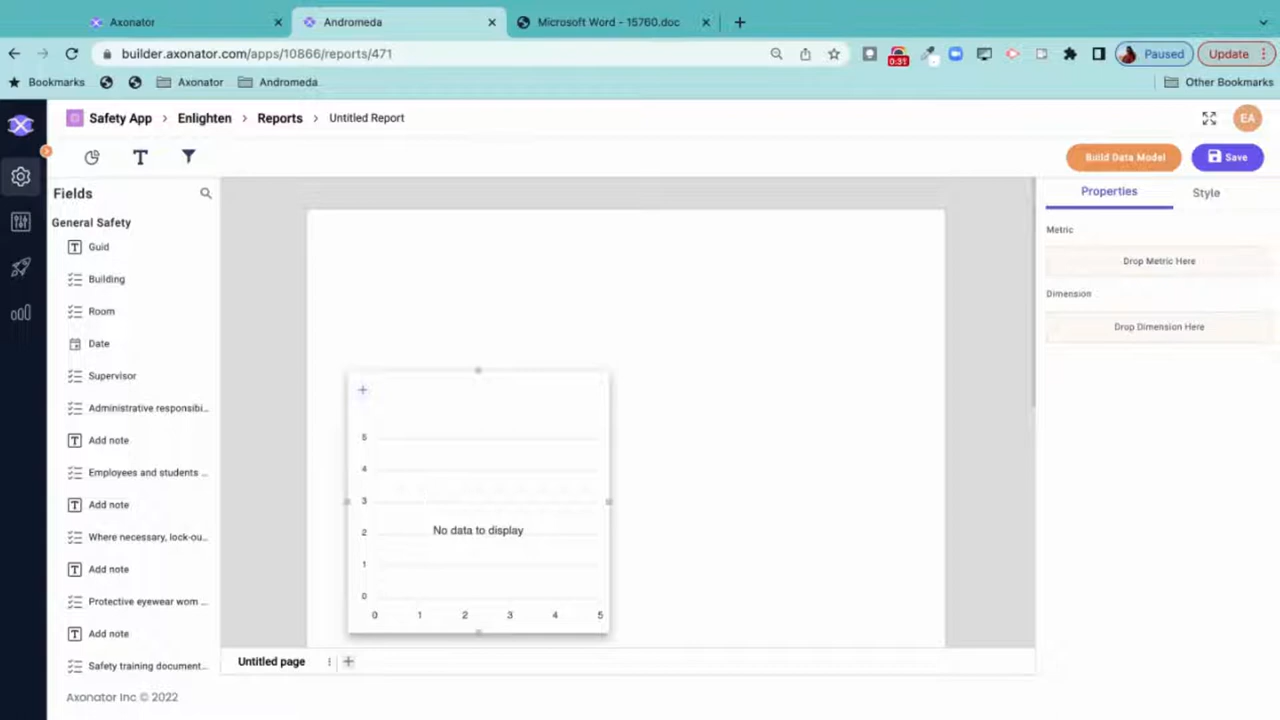 Axonator
Andromeda
Microsoft Word - 15760.doc
builder.axonator.com/apps/10866/reports/471
0:31
Paused
Update
Bookmarks
Axonator
Andromeda
Other Bookmarks
Safety App > Enlighten > Reports > Untitled Report
EA
T
Build Data Model
Save
Fields
Properties
Style
General Safety
Guid
Building
Room
Date
Supervisor
Administrative responsibi...
Add note
Employees and students ...
Add note
Where necessary, lock-ou...
Add note
Protective eyewear worn ...
Add note
Safety training document...
Metric
Drop Metric Here
Dimension
Drop Dimension Here
5
4
3
2
1
0
No data to display
0 1 2 3 4 5
Untitled page
Axonator Inc © 2022